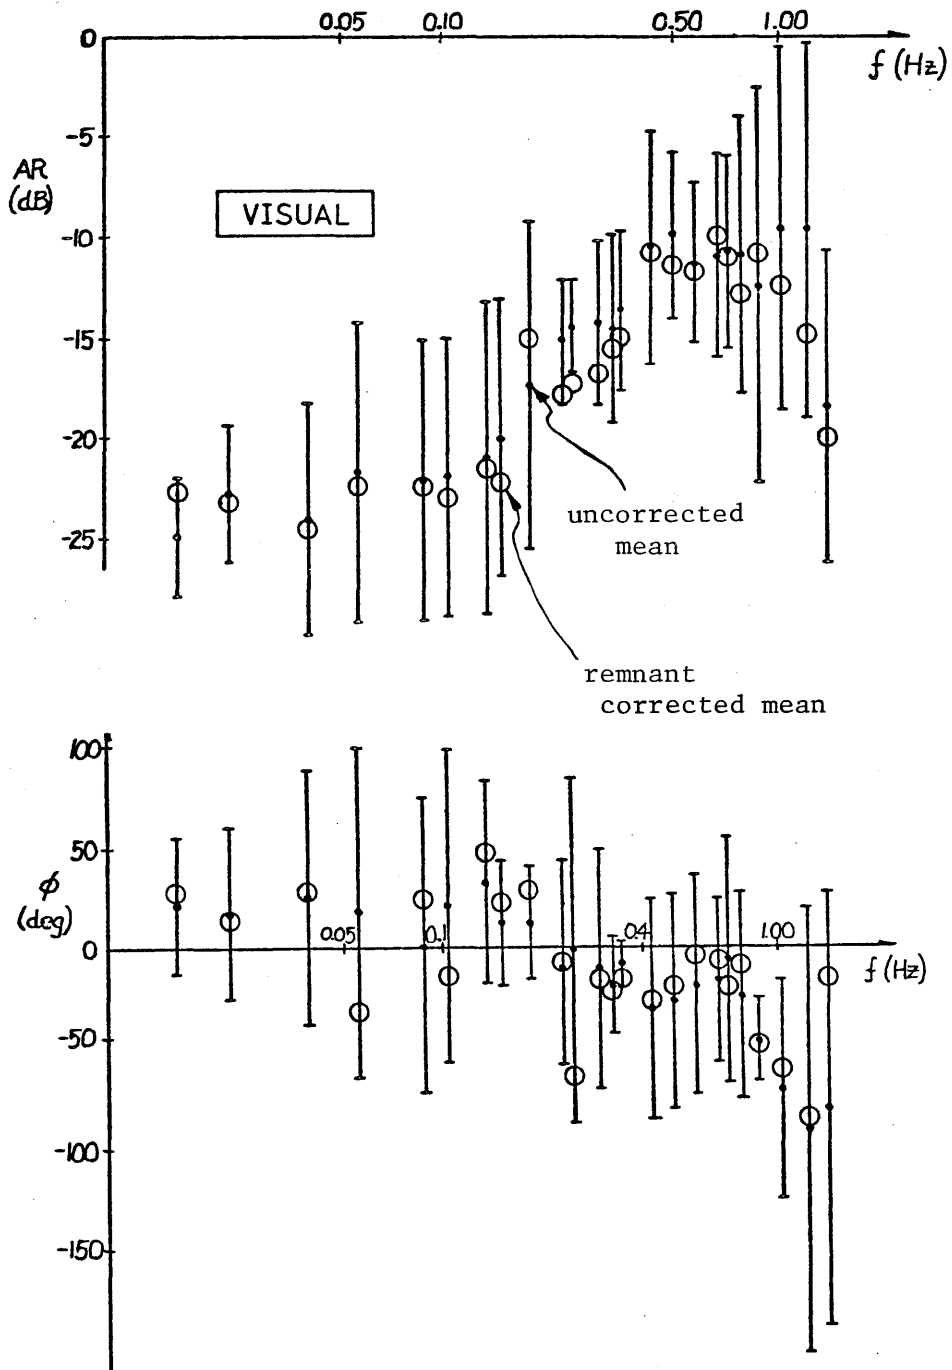 0.05 0.10 0.50 1.00
0
f (Hz)
-5
AR
(dB)
VISUAL
-10
-15
-20
uncorrected
mean
-25
remnant
corrected mean
100
50
ϕ
(deg)
0.05 0.1 0.4 1.00
0
f (Hz)
-50
-100
-150